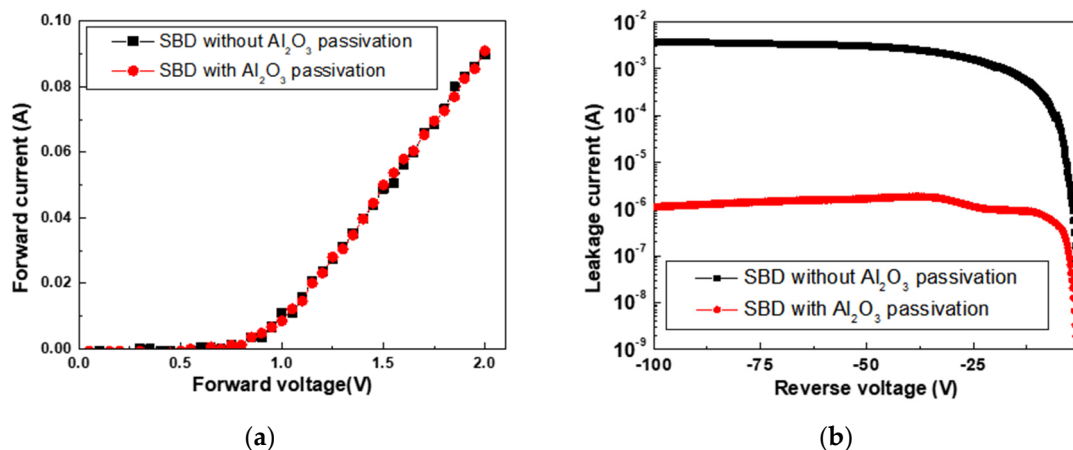 0.10
0.08
0.06
0.04
0.02
0.00
Forward current (A)
SBD without Al₂O₃ passivation
SBD with Al₂O₃ passivation
0.0 0.5 1.0 1.5 2.0
Forward voltage(V)
(a)
10⁻²
10⁻³
10⁻⁴
10⁻⁵
10⁻⁶
10⁻⁷
10⁻⁸
10⁻⁹
Leakage current (A)
SBD without Al₂O₃ passivation
SBD with Al₂O₃ passivation
-100 -75 -50 -25
Reverse voltage (V)
(b)